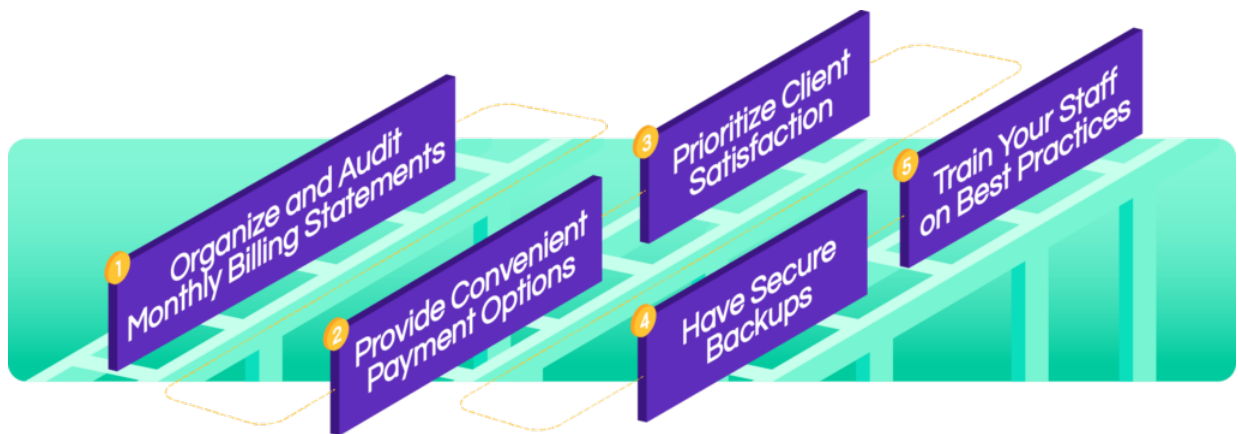 1
Organize and Audit
Monthly Billing Statements
2
Provide Convenient
Payment Options
3
Prioritize Client
Satisfaction
4
Have Secure
Backups
5
Train Your Staff
on Best Practices